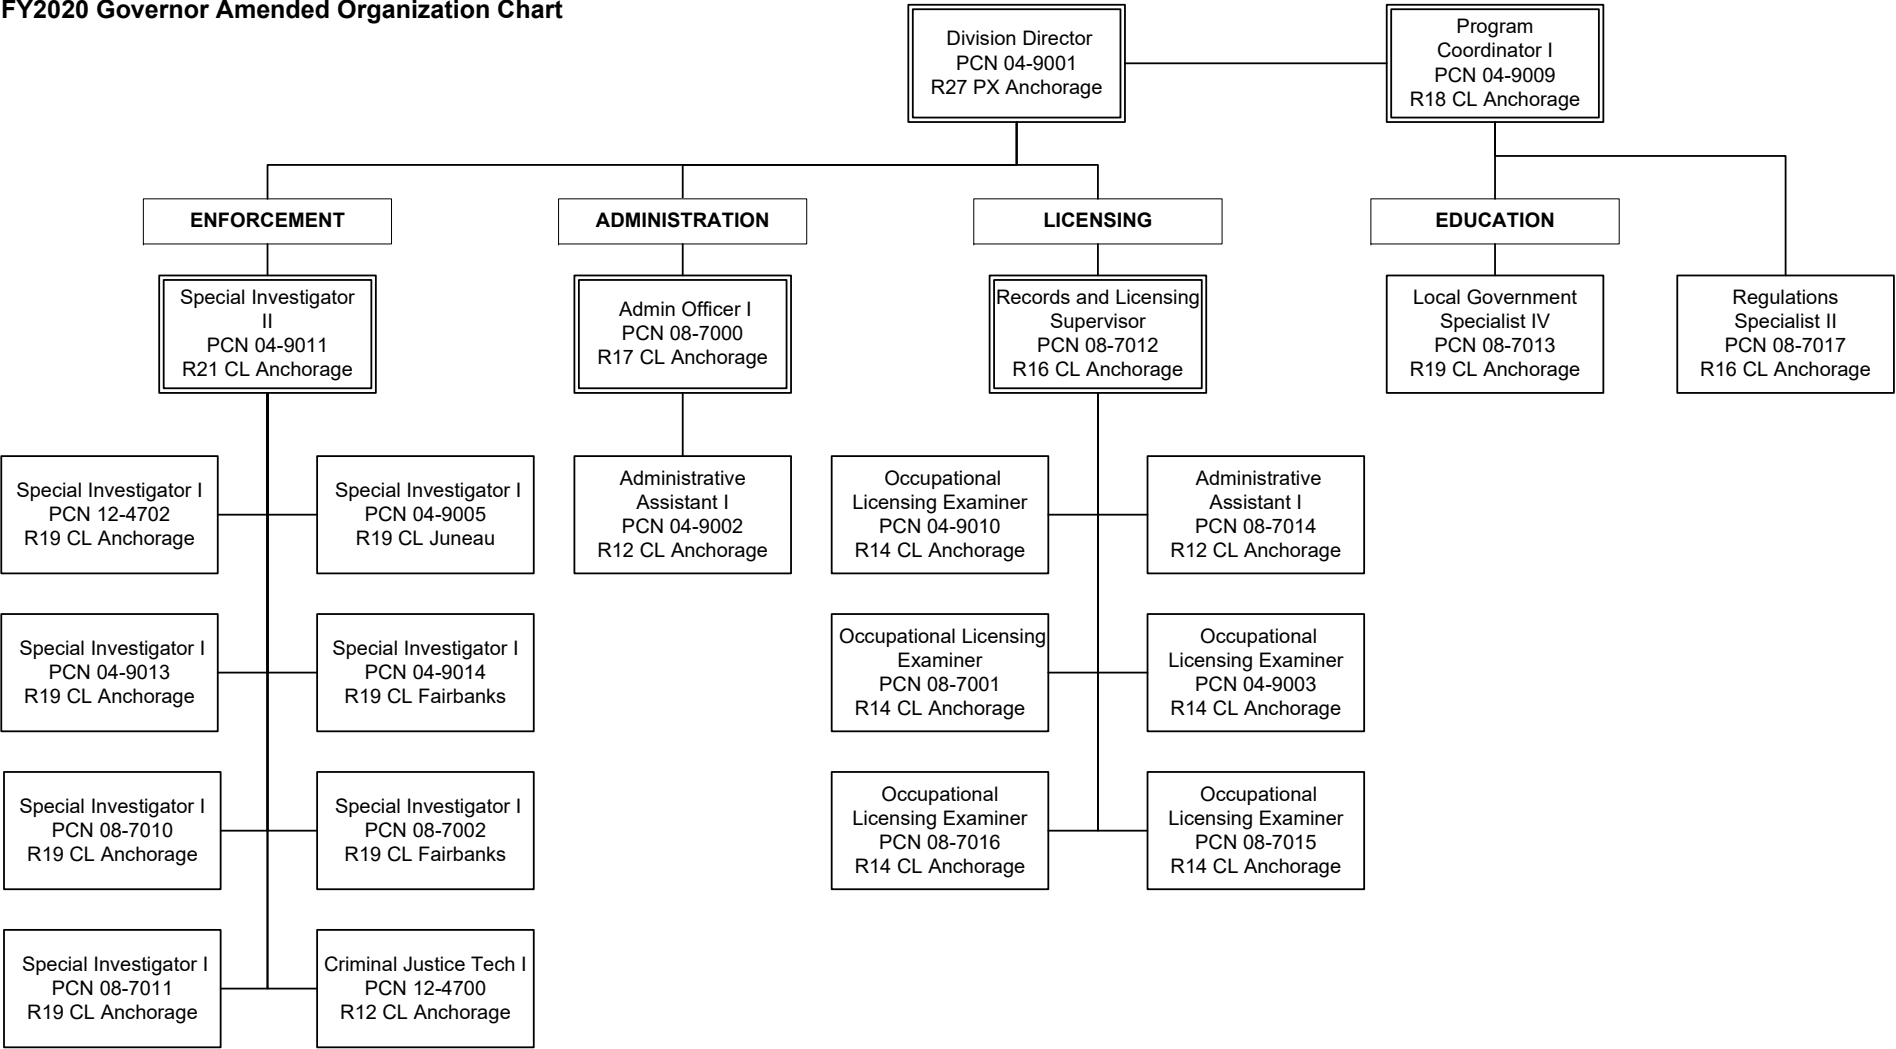 FY2020 Governor Amended Organization Chart
Division Director
PCN 04-9001
R27 PX Anchorage
Program
Coordinator I
PCN 04-9009
R18 CL Anchorage
ENFORCEMENT
ADMINISTRATION
LICENSING
EDUCATION
Special Investigator
II
PCN 04-9011
R21 CL Anchorage
Admin Officer I
PCN 08-7000
R17 CL Anchorage
Records and Licensing
Supervisor
PCN 08-7012
R16 CL Anchorage
Local Government
Specialist IV
PCN 08-7013
R19 CL Anchorage
Regulations
Specialist II
PCN 08-7017
R16 CL Anchorage
Special Investigator I
PCN 12-4702
R19 CL Anchorage
Special Investigator I
PCN 04-9005
R19 CL Juneau
Administrative
Assistant I
PCN 04-9002
R12 CL Anchorage
Occupational
Licensing Examiner
PCN 04-9010
R14 CL Anchorage
Administrative
Assistant I
PCN 08-7014
R12 CL Anchorage
Special Investigator I
PCN 04-9013
R19 CL Anchorage
Special Investigator I
PCN 04-9014
R19 CL Fairbanks
Occupational Licensing
Examiner
PCN 08-7001
R14 CL Anchorage
Occupational
Licensing Examiner
PCN 04-9003
R14 CL Anchorage
Special Investigator I
PCN 08-7010
R19 CL Anchorage
Special Investigator I
PCN 08-7002
R19 CL Fairbanks
Occupational
Licensing Examiner
PCN 08-7016
R14 CL Anchorage
Occupational
Licensing Examiner
PCN 08-7015
R14 CL Anchorage
Special Investigator I
PCN 08-7011
R19 CL Anchorage
Criminal Justice Tech I
PCN 12-4700
R12 CL Anchorage